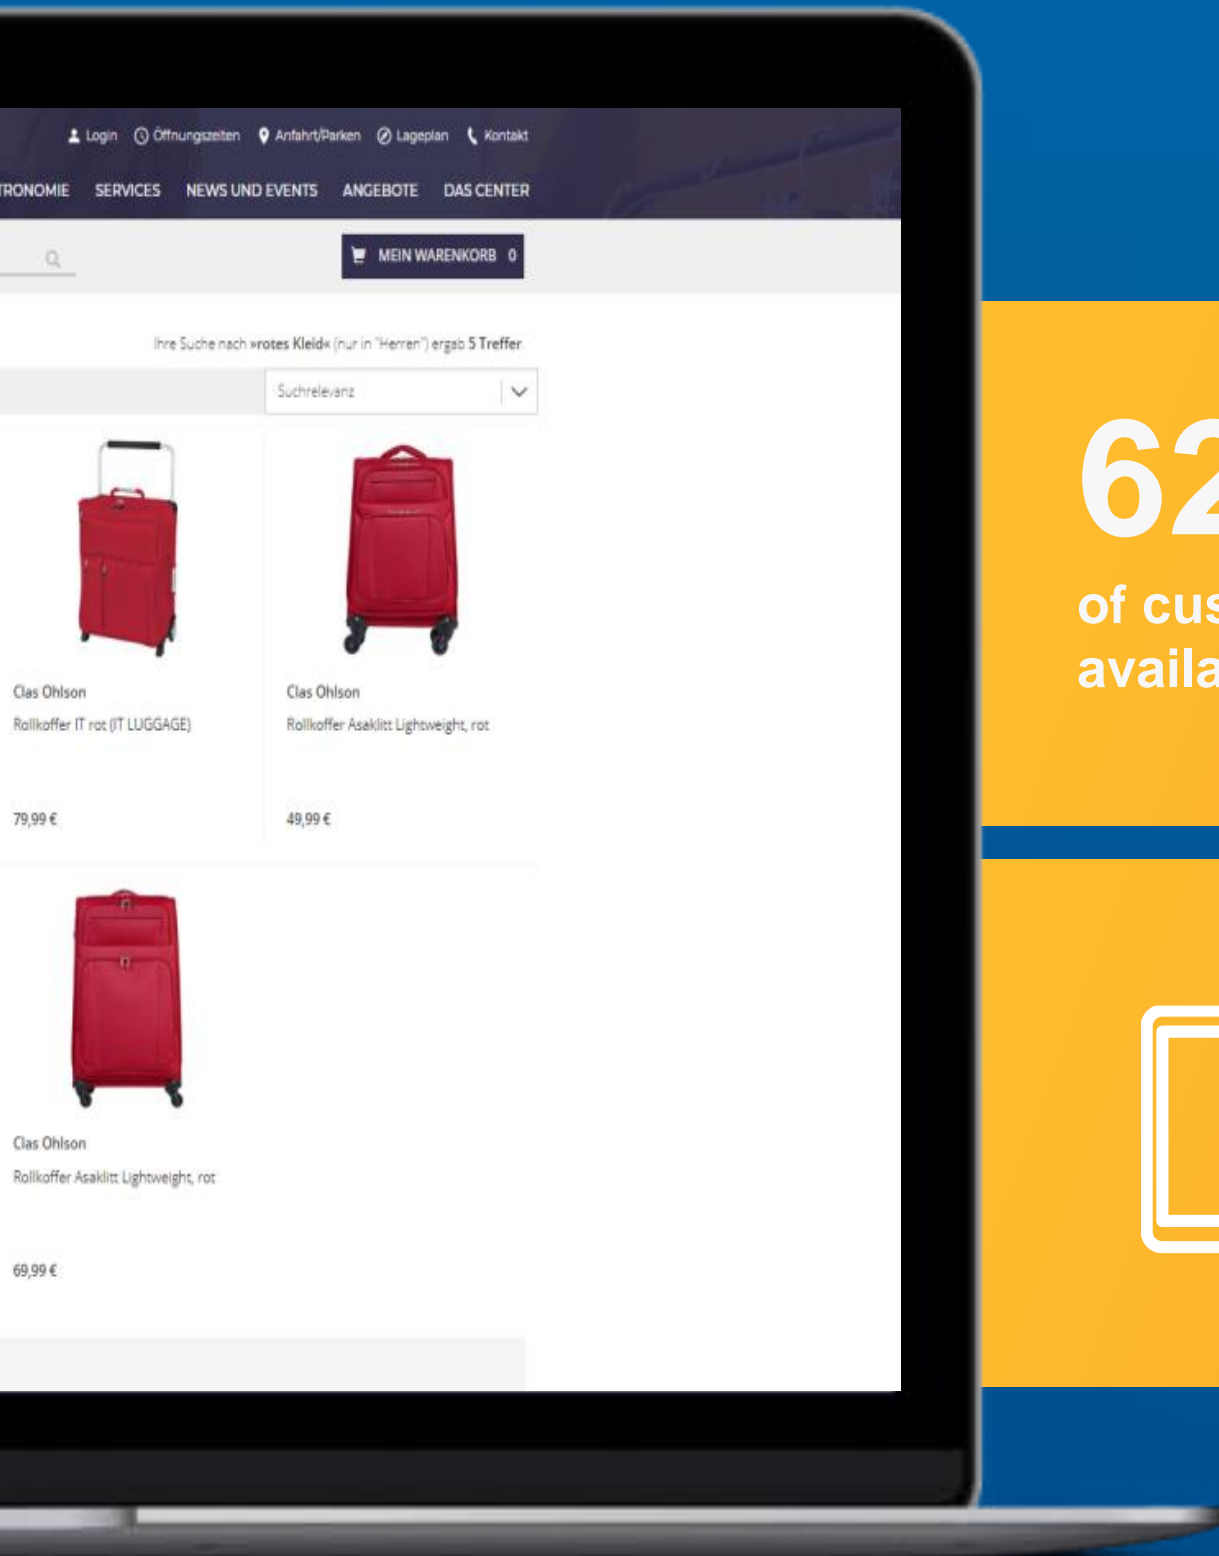 Login Öffnungszeiten Anfahrt/Parken Lageplan Kontakt
TRONOMIE SERVICES NEWS UND EVENTS ANGEBOTE DAS CENTER
MEIN WARENKORB 0
Ihre Suche nach »rotes Kleid« (nur in "Herren") ergab 5 Treffer
Suchrelevanz
Clas Ohlson
Rollkoffer IT rot (IT LUGGAGE)
79,99 €
Clas Ohlson
Rollkoffer Asaklitt Lightweight, rot
49,99 €
Clas Ohlson
Rollkoffer Asaklitt Lightweight, rot
69,99 €
62
of cus
availa